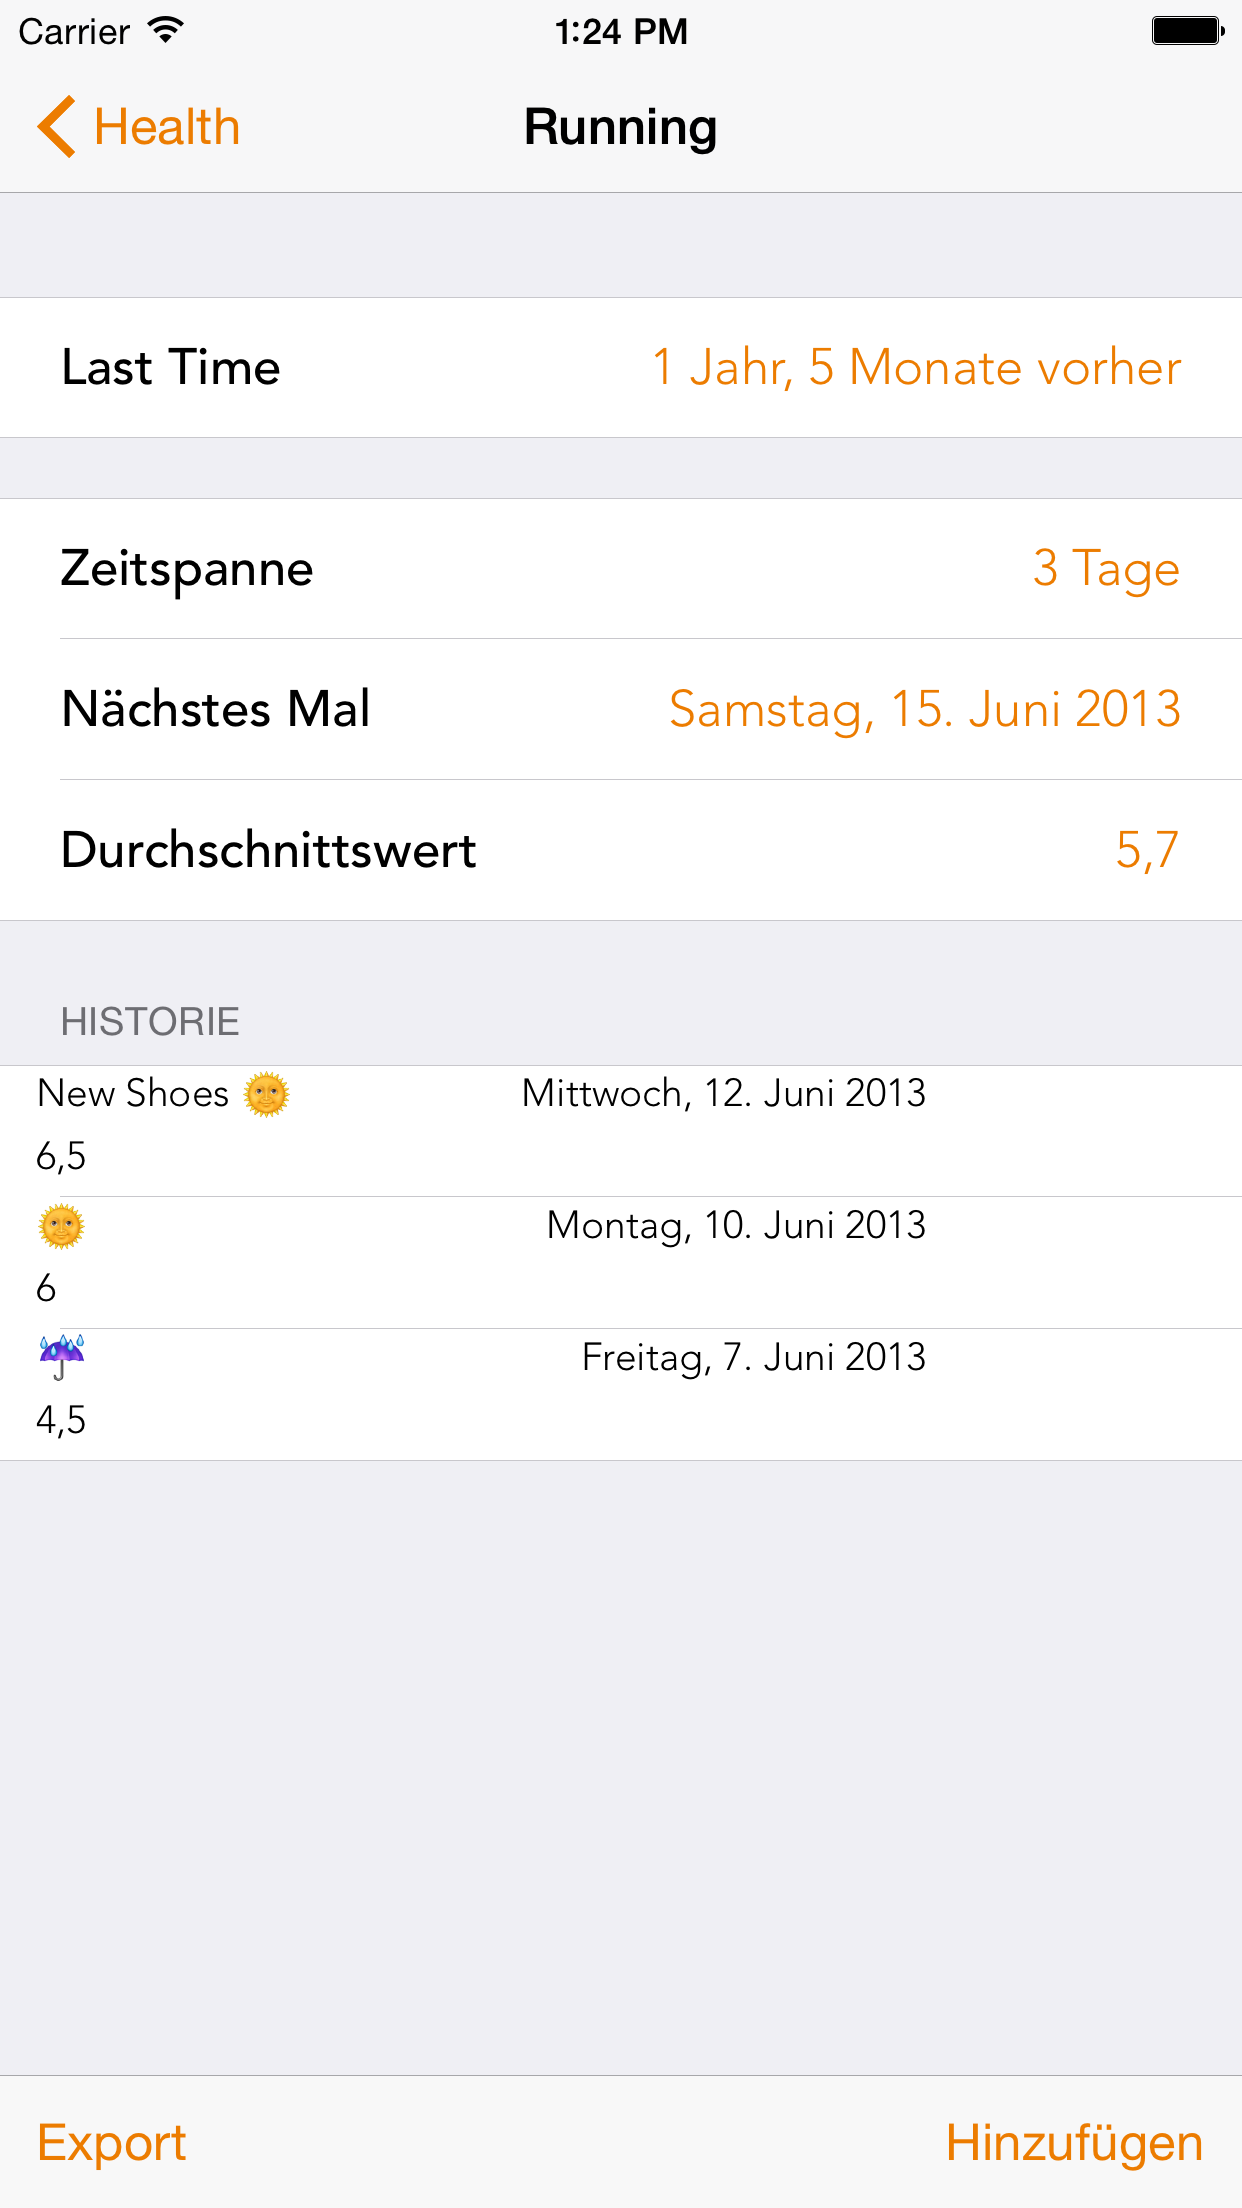 Carrier 1:24 PM
Health Running
Last Time 1 Jahr, 5 Monate vorher
Zeitspanne 3 Tage
Nächstes Mal Samstag, 15. Juni 2013
Durchschnittswert 5,7
HISTORIE
New Shoes 🌞 Mittwoch, 12. Juni 2013
6,5
🌞 Montag, 10. Juni 2013
6
☔ Freitag, 7. Juni 2013
4,5
Export Hinzufügen